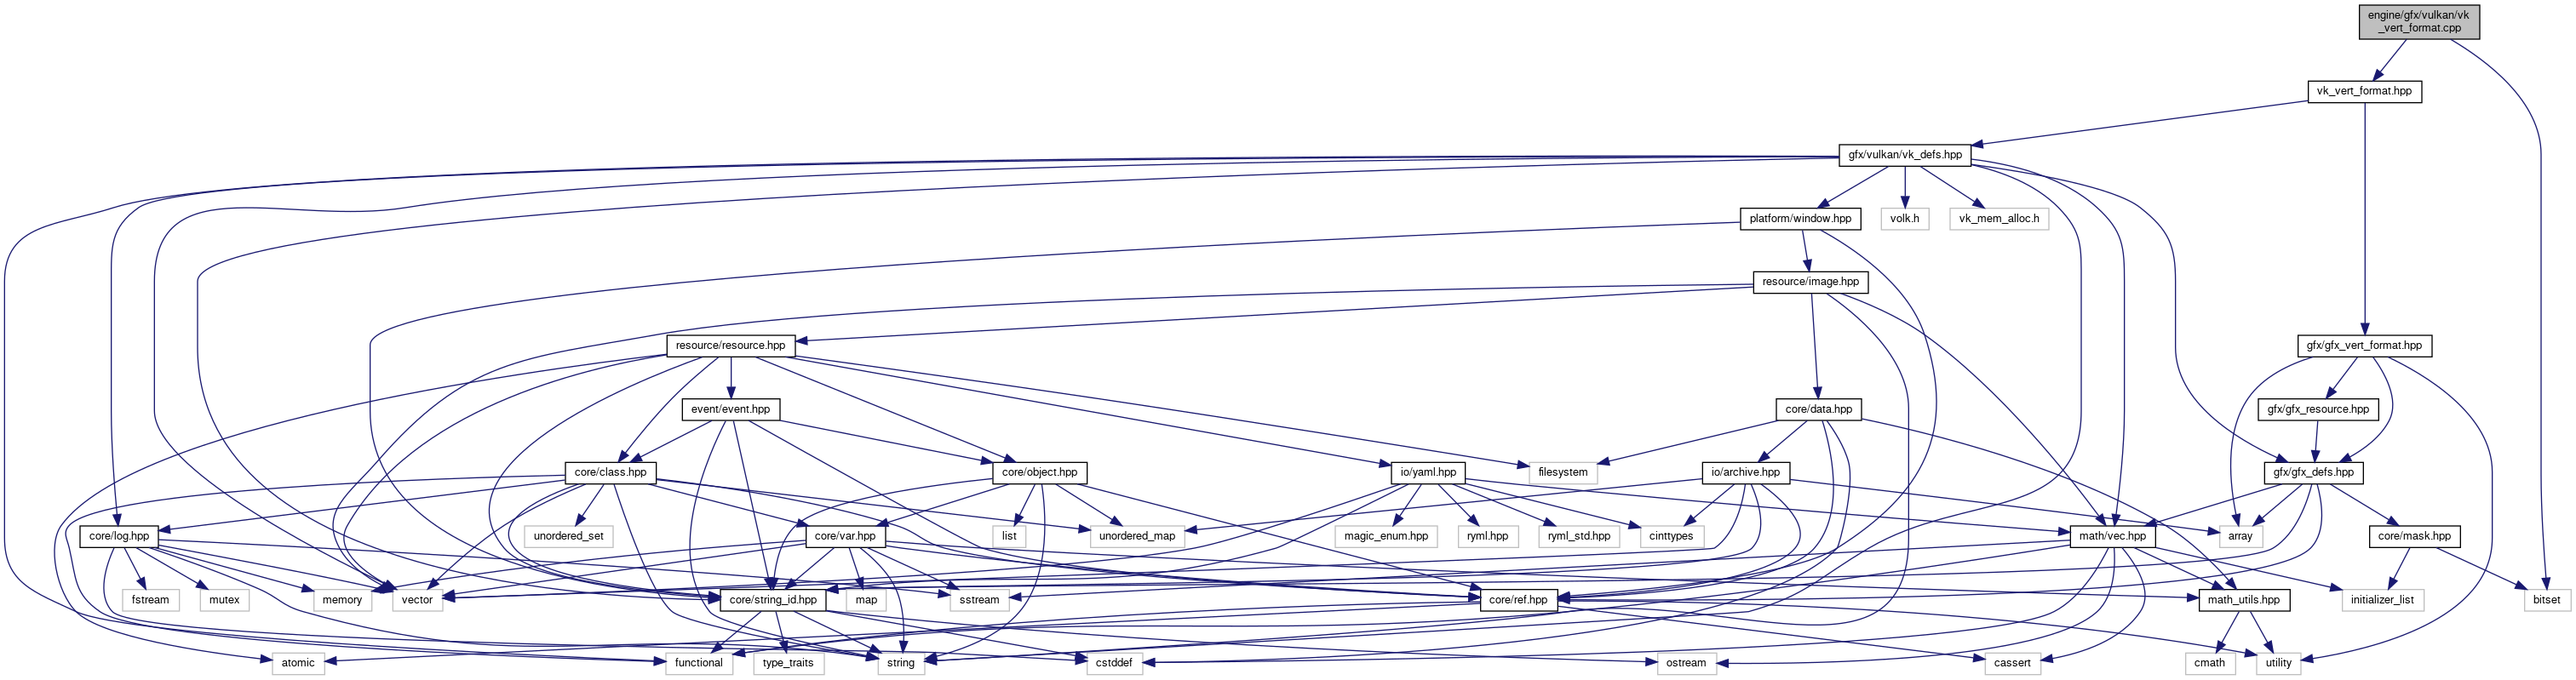 engine/gfx/vulkan/vk
_vert_format.cpp
vk_vert_format.hpp
gfx/vulkan/vk_defs.hpp
platform/window.hpp
volk.h
vk_mem_alloc.h
resource/image.hpp
resource/resource.hpp
gfx/gfx_vert_format.hpp
event/event.hpp
core/data.hpp
gfx/gfx_resource.hpp
core/class.hpp
core/object.hpp
io/yaml.hpp
filesystem
io/archive.hpp
gfx/gfx_defs.hpp
core/log.hpp
unordered_set
core/var.hpp
list
unordered_map
magic_enum.hpp
ryml.hpp
ryml_std.hpp
cinttypes
math/vec.hpp
array
core/mask.hpp
fstream
mutex
memory
vector
core/string_id.hpp
map
sstream
core/ref.hpp
math_utils.hpp
initializer_list
bitset
atomic
functional
type_traits
string
cstddef
ostream
cassert
cmath
utility